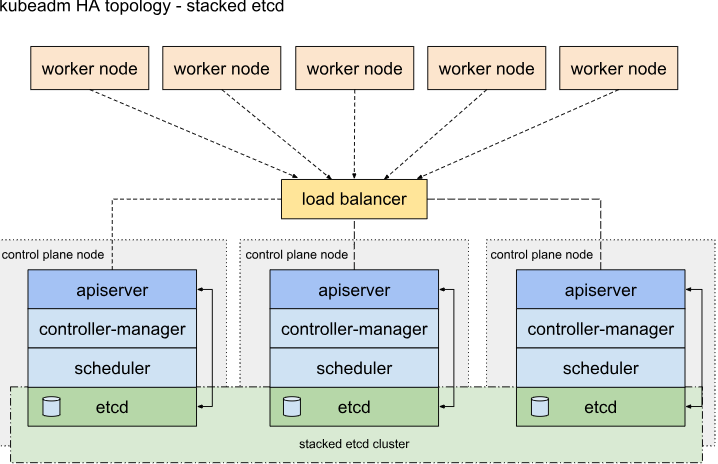 kubeadm HA topology - stacked etcd
worker node
worker node
worker node
worker node
worker node
load balancer
control plane node
control plane node
control plane node
apiserver
apiserver
apiserver
controller-manager
controller-manager
controller-manager
scheduler
scheduler
scheduler
etcd
etcd
etcd
stacked etcd cluster